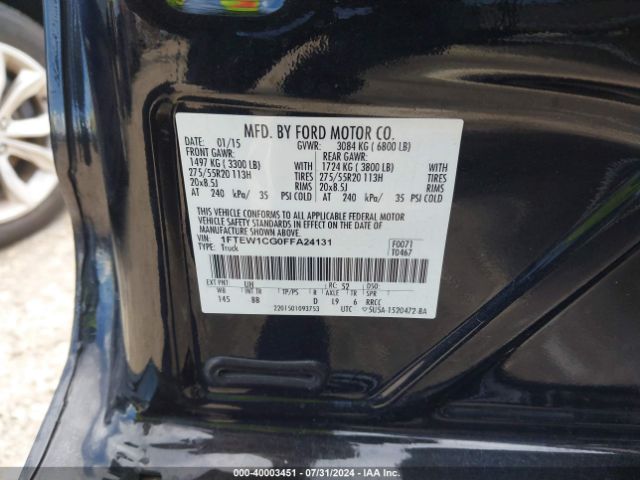 MFD. BY FORD MOTOR CO.
DATE: 01/15 GVWR: 3084 KG ( 6800 LB)
FRONT GAWR: REAR GAWR:
1497 KG ( 3300 LB) WITH 1724 KG ( 3800 LB) WITH
275/55R20 113H TIRES 275/55R20 113H TIRES
20x8.5J RIMS 20x8.5J RIMS
AT 240 kPa/ 35 PSI COLD AT 240 kPa/ 35 PSI COLD
THIS VEHICLE CONFORMS TO ALL APPLICABLE FEDERAL MOTOR
VEHICLE SAFETY STANDARDS IN EFFECT ON THE DATE OF
MANUFACTURE SHOWN ABOVE.
VIN: 1FTEW1CG0FFA24131 F0071
TYPE: Truck T0467
EXT PNT: UH RC: 52 DSO:
WB INT TR TP/PS R AXLE TR SPR
145 BB D L9 6 RRCC
2201501093753 UTC 5U5A-1520472-BA
000-40003451 - 07/31/2024 - IAA Inc.